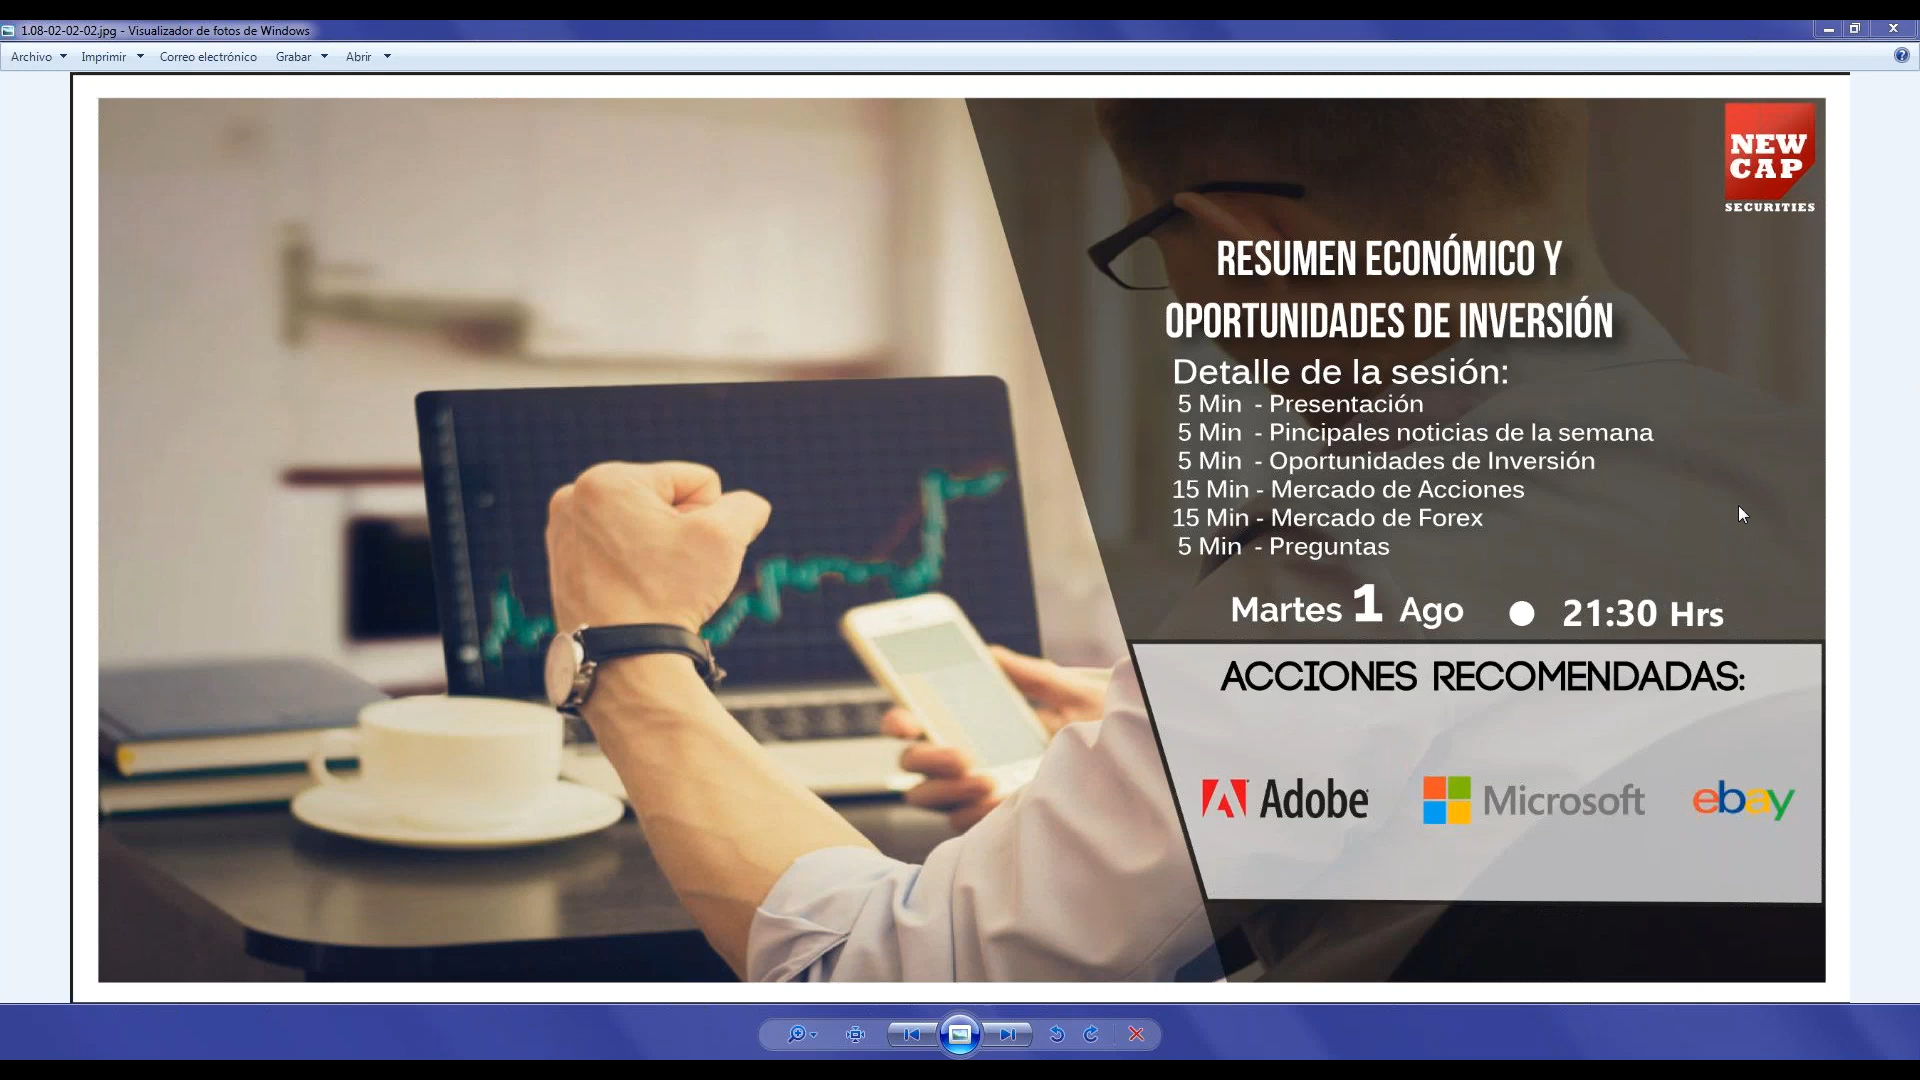 1.08-02-02-02.jpg - Visualizador de fotos de Windows
Archivo Imprimir Correo electrónico Grabar Abrir
NEW
CAP
SECURITIES
RESUMEN ECONÓMICO Y
OPORTUNIDADES DE INVERSIÓN
Detalle de la sesión:
5 Min - Presentación
5 Min - Pincipales noticias de la semana
5 Min - Oportunidades de Inversión
15 Min - Mercado de Acciones
15 Min - Mercado de Forex
5 Min - Preguntas
Martes 1 Ago ● 21:30 Hrs
ACCIONES RECOMENDADAS:
Adobe Microsoft ebay